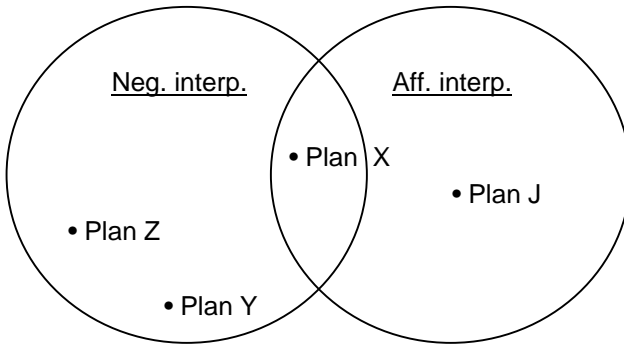 Neg. interp.
Aff. interp.
• Plan X
• Plan J
• Plan Z
• Plan Y